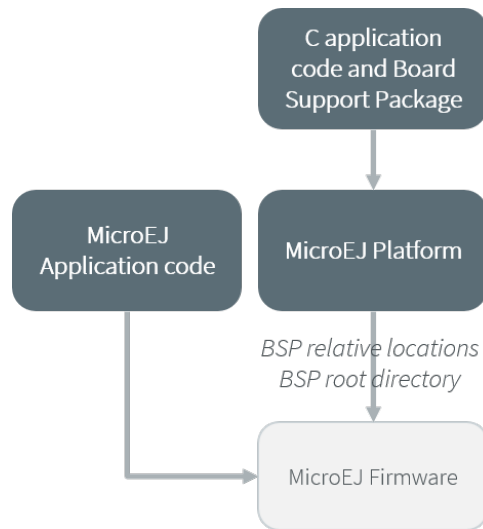 C application
code and Board
Support Package
MicroEJ
Application code
MicroEJ Platform
BSP relative locations
BSP root directory
MicroEJ Firmware